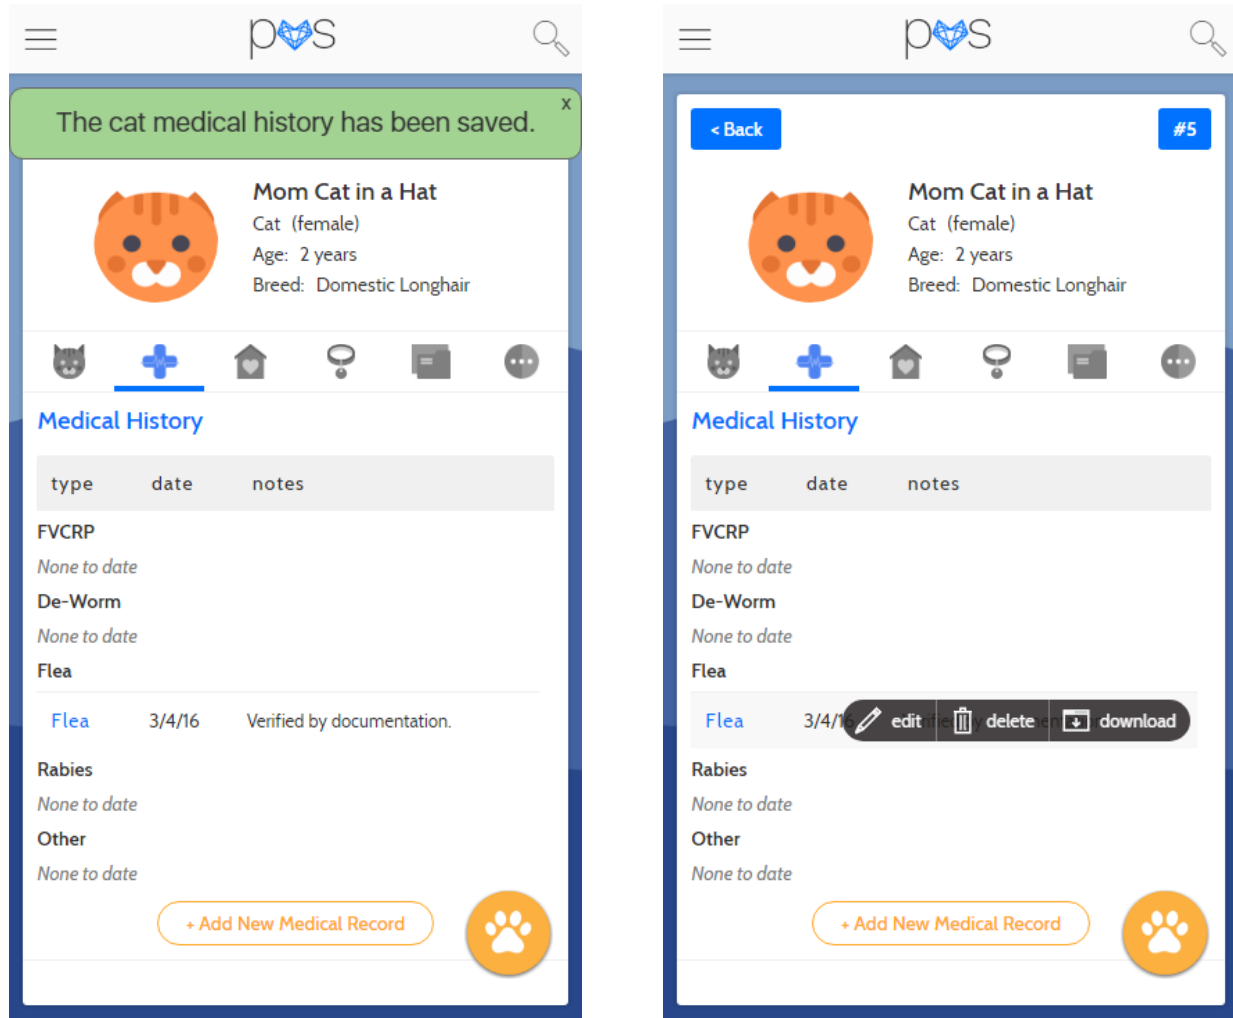 p s
The cat medical history has been saved. x
Mom Cat in a Hat
Cat (female)
Age: 2 years
Breed: Domestic Longhair
Medical History
type date notes
FVCRP
None to date
De-Worm
None to date
Flea
Flea 3/4/16 Verified by documentation.
Rabies
None to date
Other
None to date
+ Add New Medical Record
p s
< Back #5
Mom Cat in a Hat
Cat (female)
Age: 2 years
Breed: Domestic Longhair
Medical History
type date notes
FVCRP
None to date
De-Worm
None to date
Flea
Flea 3/4/16 edit delete download
Rabies
None to date
Other
None to date
+ Add New Medical Record